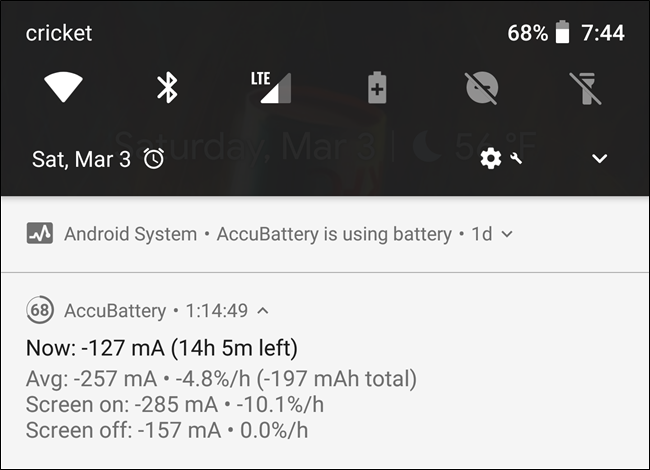 cricket 68% 7:44
LTE
Saturday, Mar 3 | 54 °F
Sat, Mar 3
Android System • AccuBattery is using battery • 1d
68 AccuBattery • 1:14:49
Now: -127 mA (14h 5m left)
Avg: -257 mA • -4.8%/h (-197 mAh total)
Screen on: -285 mA • -10.1%/h
Screen off: -157 mA • 0.0%/h